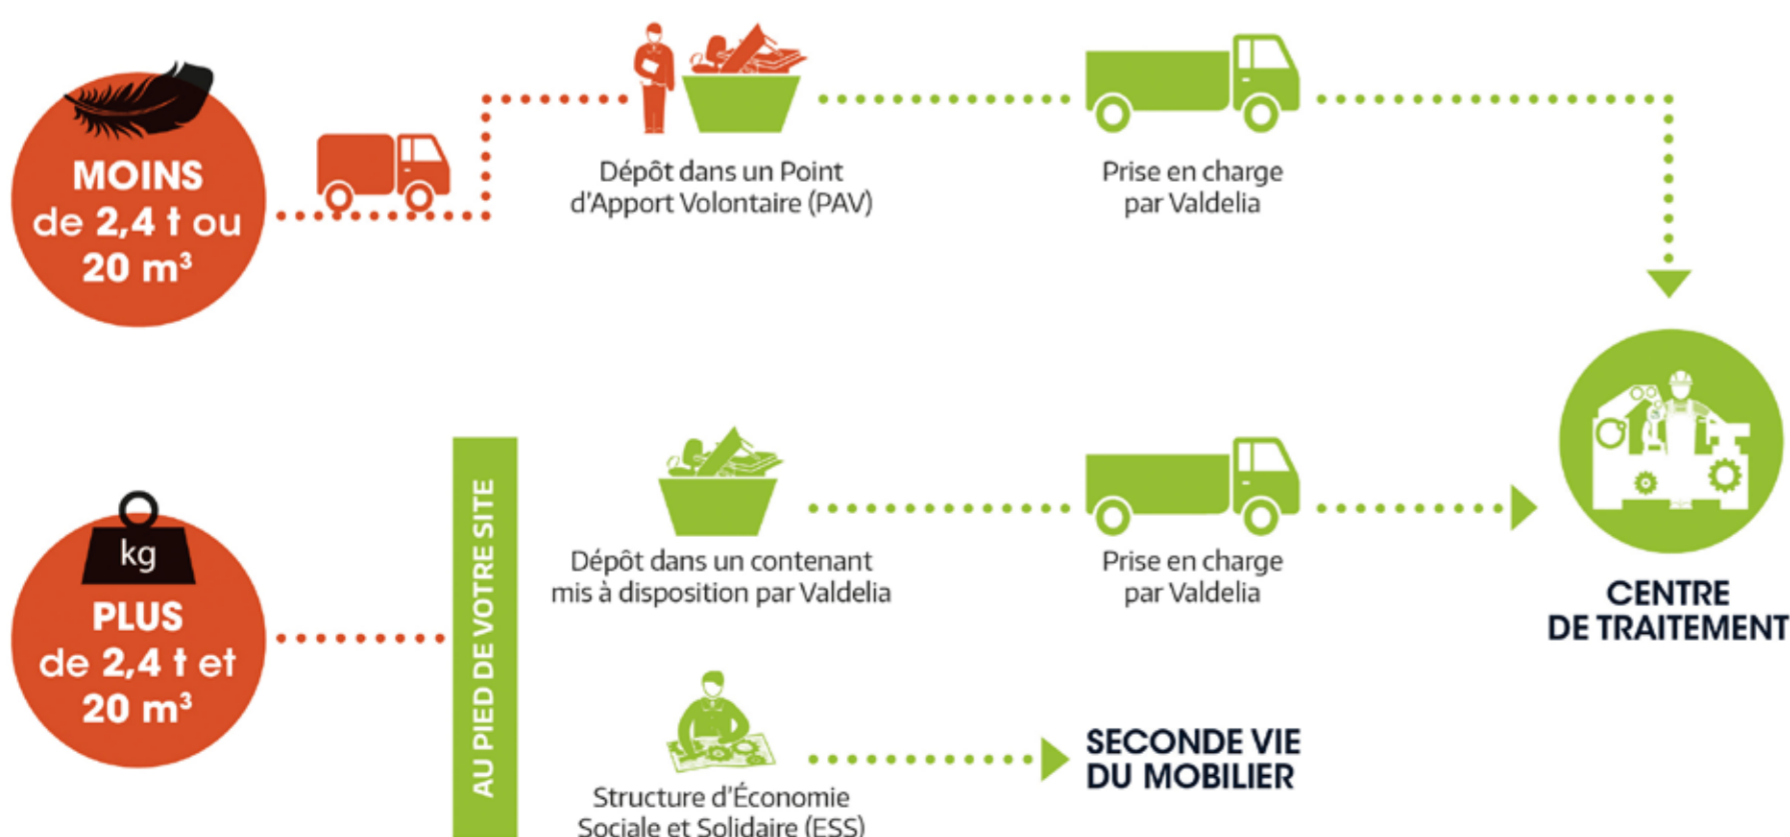 MOINS
de 2,4 t ou
20 m³
Dépôt dans un Point
d'Apport Volontaire (PAV)
Prise en charge
par Valdelia
kg
PLUS
de 2,4 t et
20 m³
AU PIED DE VOTRE SITE
Dépôt dans un contenant
mis à disposition par Valdelia
Prise en charge
par Valdelia
CENTRE
DE TRAITEMENT
Structure d'Économie
Sociale et Solidaire (ESS)
SECONDE VIE
DU MOBILIER